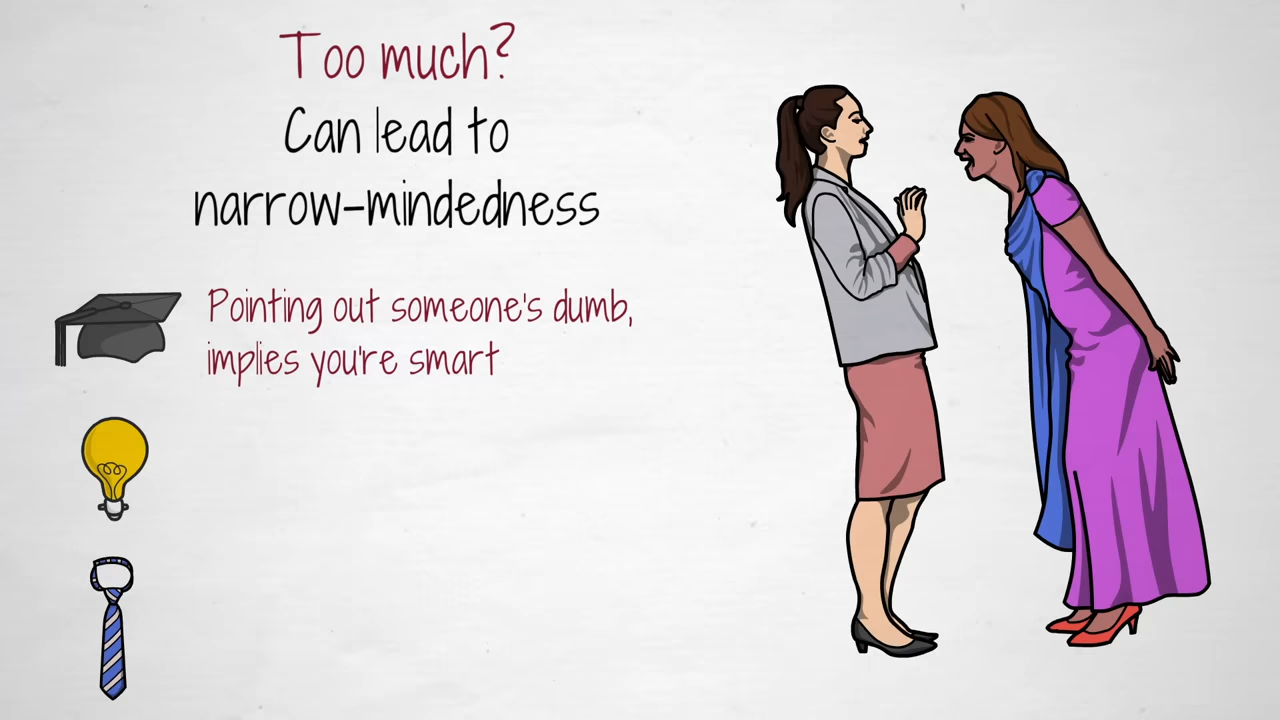 Too much?
Can lead to
narrow-mindedness
Pointing out someone's dumb,
implies you're smart